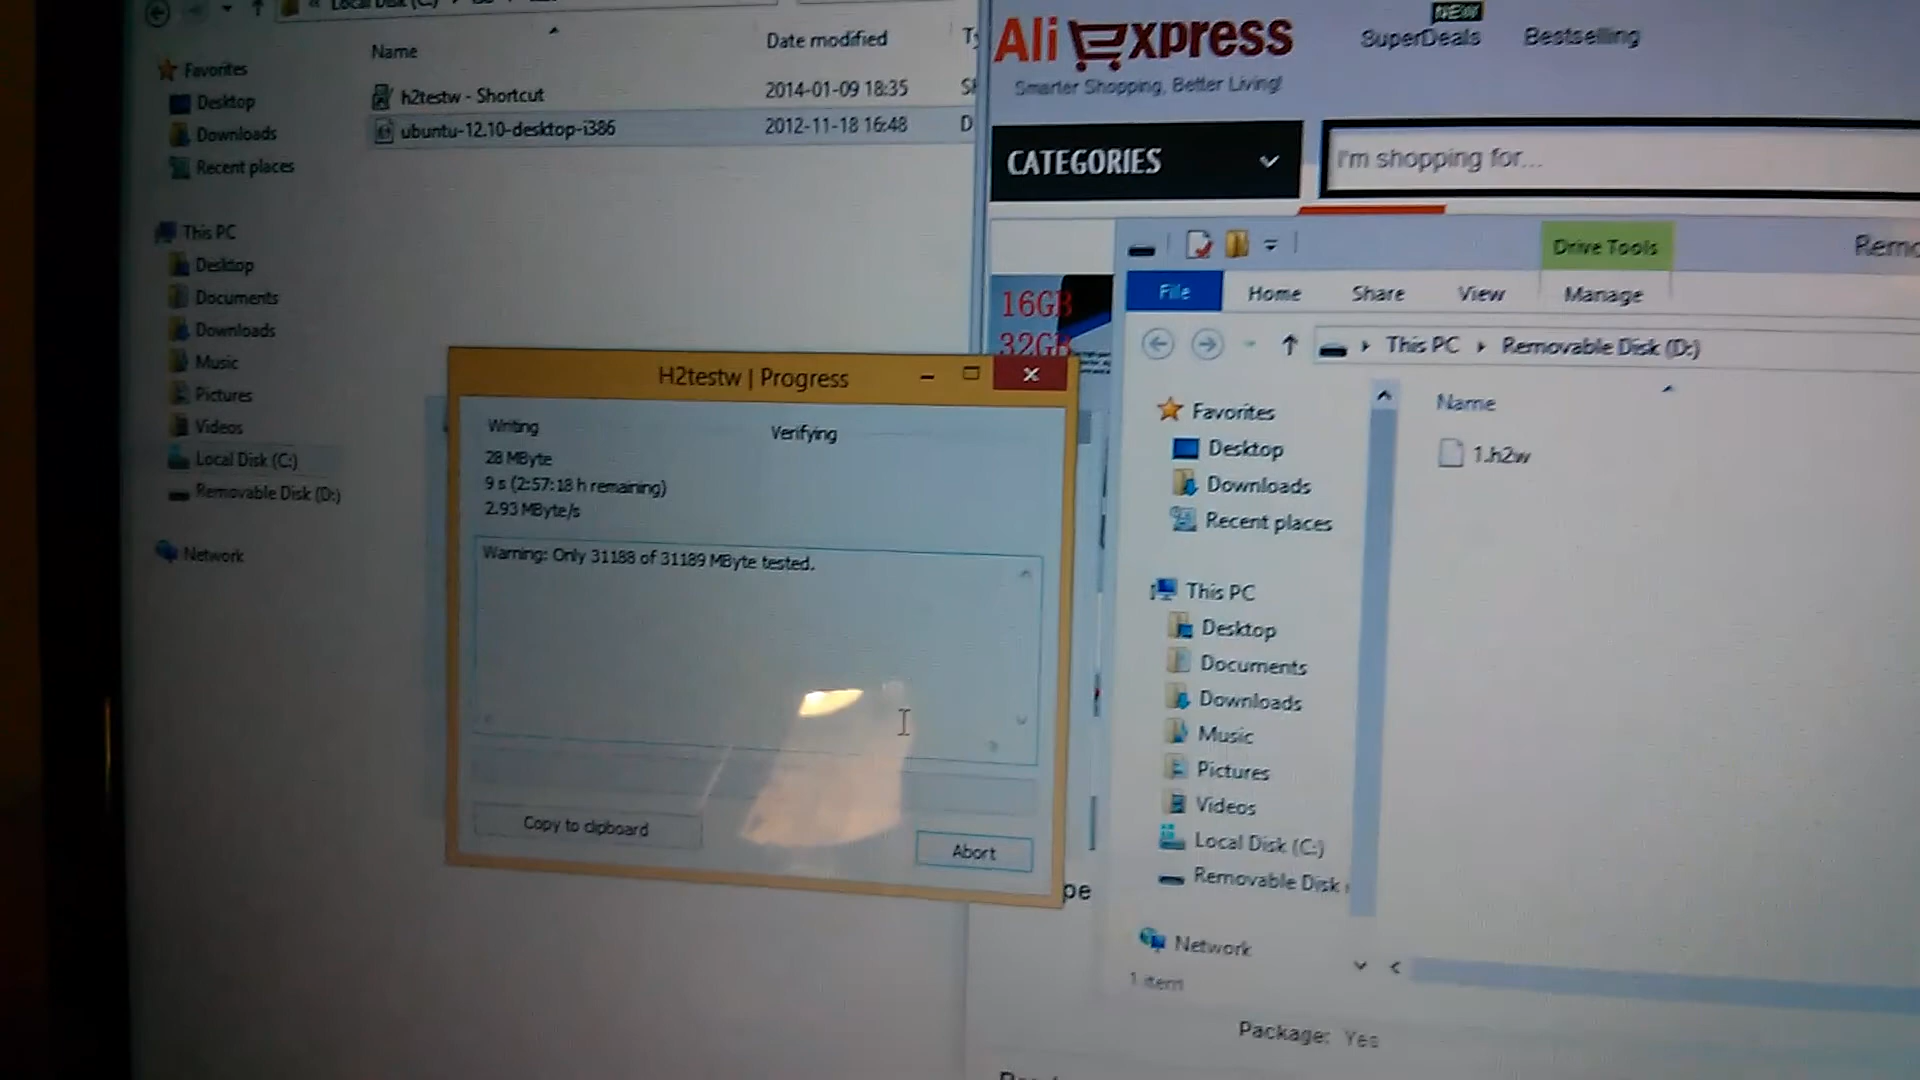 Local Disk (C:)
Name
Date modified
h2testw - Shortcut
2014-01-09 18:35
ubuntu-12.10-desktop-i386
2012-11-18 16:48
Favorites
Desktop
Downloads
Recent places
This PC
Desktop
Documents
Downloads
Music
Pictures
Videos
Local Disk (C:)
Removable Disk (D:)
Network
AliExpress
Smarter Shopping, Better Living!
NEW
SuperDeals
Bestselling
CATEGORIES
I'm shopping for...
16GB
32GB
H2testw | Progress
Writing
Verifying
28 MByte
9 s (2:57:18 h remaining)
2.93 MByte/s
Warning: Only 31188 of 31189 MByte tested.
Copy to clipboard
Abort
Drive Tools
File
Home
Share
View
Manage
This PC
Removable Disk (D:)
Favorites
Desktop
Downloads
Recent places
Name
1.h2w
This PC
Desktop
Documents
Downloads
Music
Pictures
Videos
Local Disk (C:)
Removable Disk
Network
1 item
Package: Yes